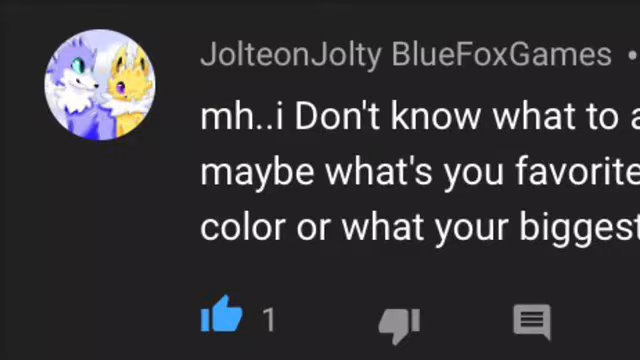 JolteonJolty BlueFoxGames •
mh..i Don't know what to
maybe what's you favorite
color or what your biggest
1